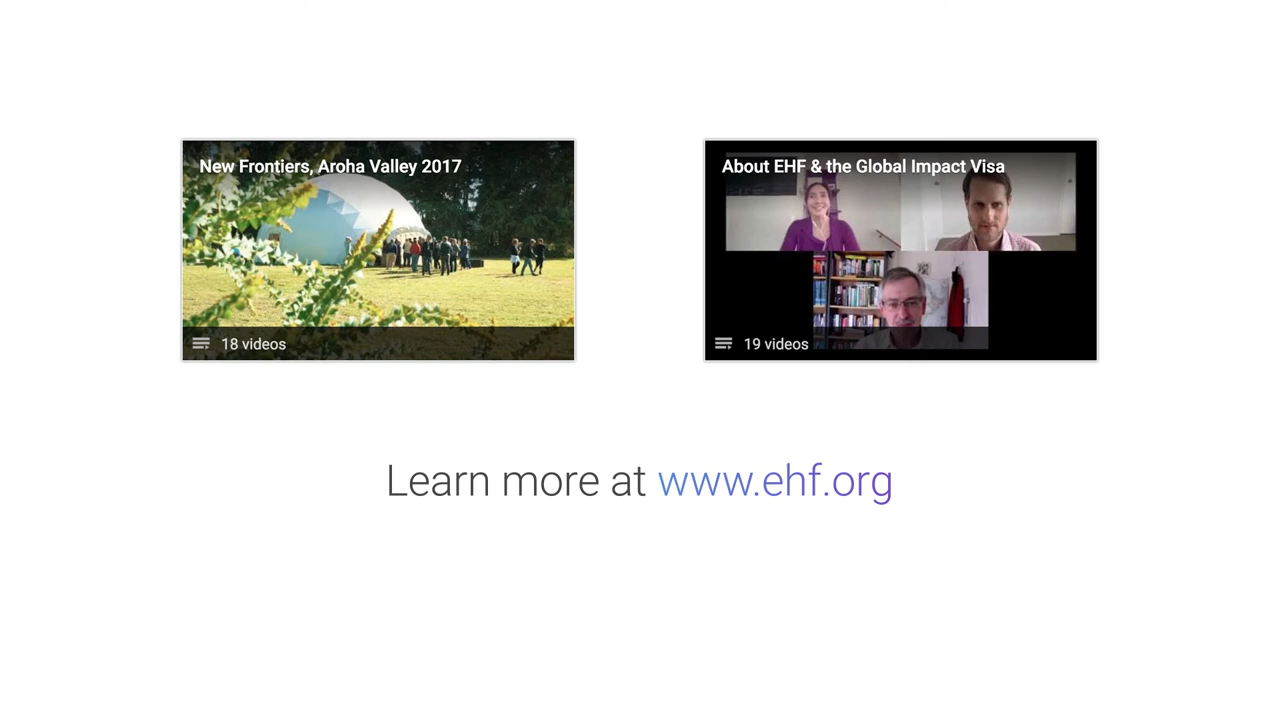 New Frontiers, Aroha Valley 2017
18 videos
About EHF & the Global Impact Visa
19 videos
Learn more at www.ehf.org